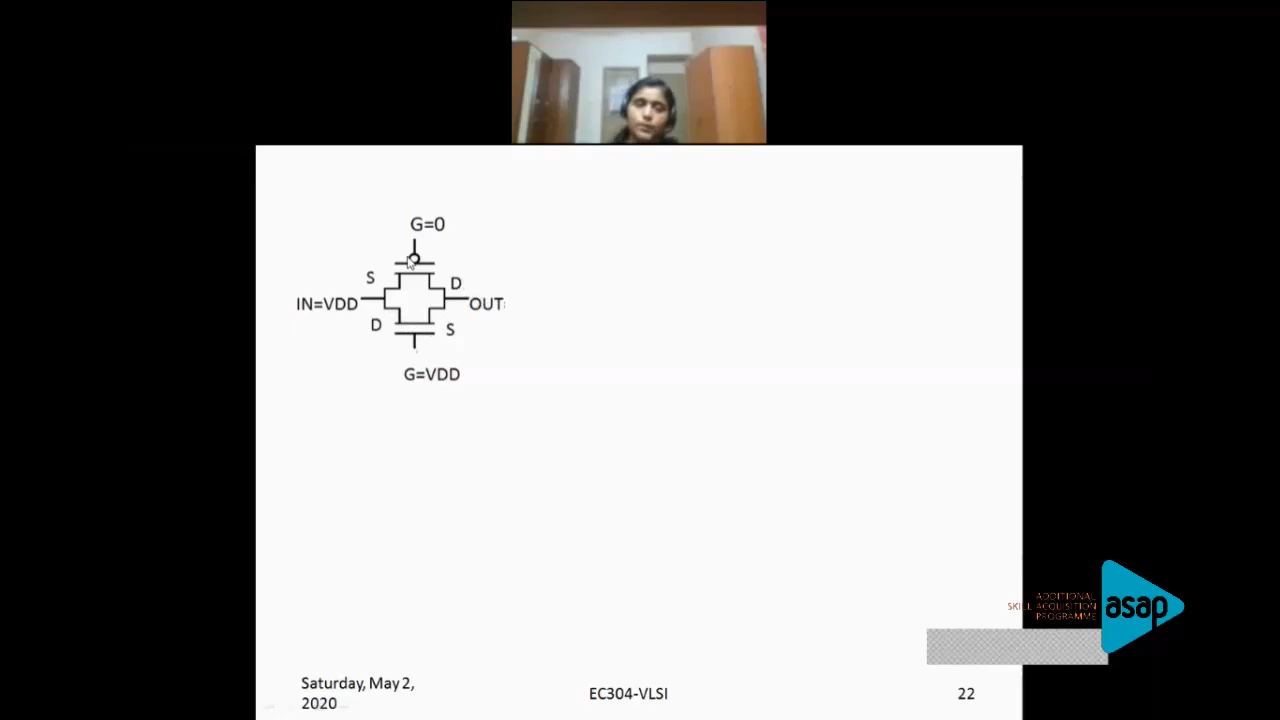 G=0
S
D
IN=VDD
OUT=
D
S
G=VDD
ADDITIONAL
SKILL ACQUISITION
PROGRAMME
asap
Saturday, May 2,
2020
EC304-VLSI
22